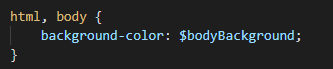 html, body {
    background-color: $bodyBackground;
}